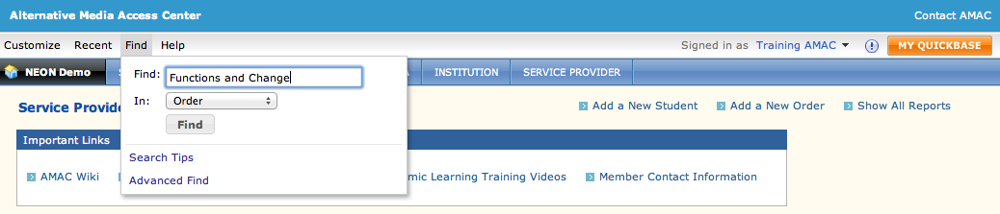 Alternative Media Access Center
Contact AMAC
Customize Recent Find Help
Signed in as Training AMAC
MY QUICKBASE
NEON Demo
INSTITUTION
SERVICE PROVIDER
Find: Functions and Change
In: Order
Find
Search Tips
Advanced Find
Service Provide
Add a New Student
Add a New Order
Show All Reports
Important Links
AMAC Wiki
mic Learning Training Videos
Member Contact Information